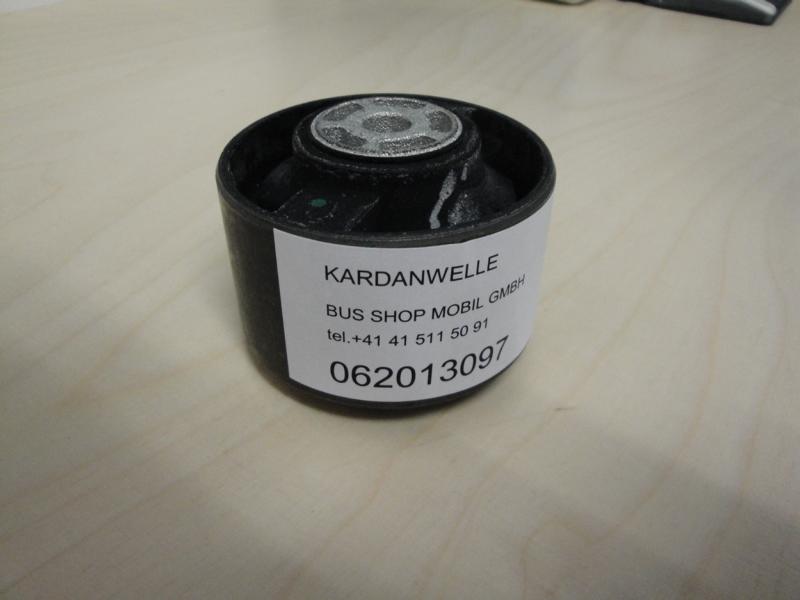 KARDANWELLE
BUS SHOP MOBIL GMBH
tel.+41 41 511 50 91
062013097